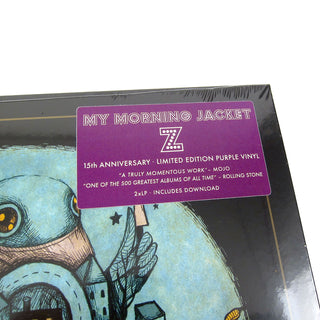 MY MORNING JACKET
Z
15th ANNIVERSARY · LIMITED EDITION PURPLE VINYL
"A TRULY MOMENTOUS WORK" – MOJO
"ONE OF THE 500 GREATEST ALBUMS OF ALL TIME" – ROLLING STONE
2xLP · INCLUDES DOWNLOAD